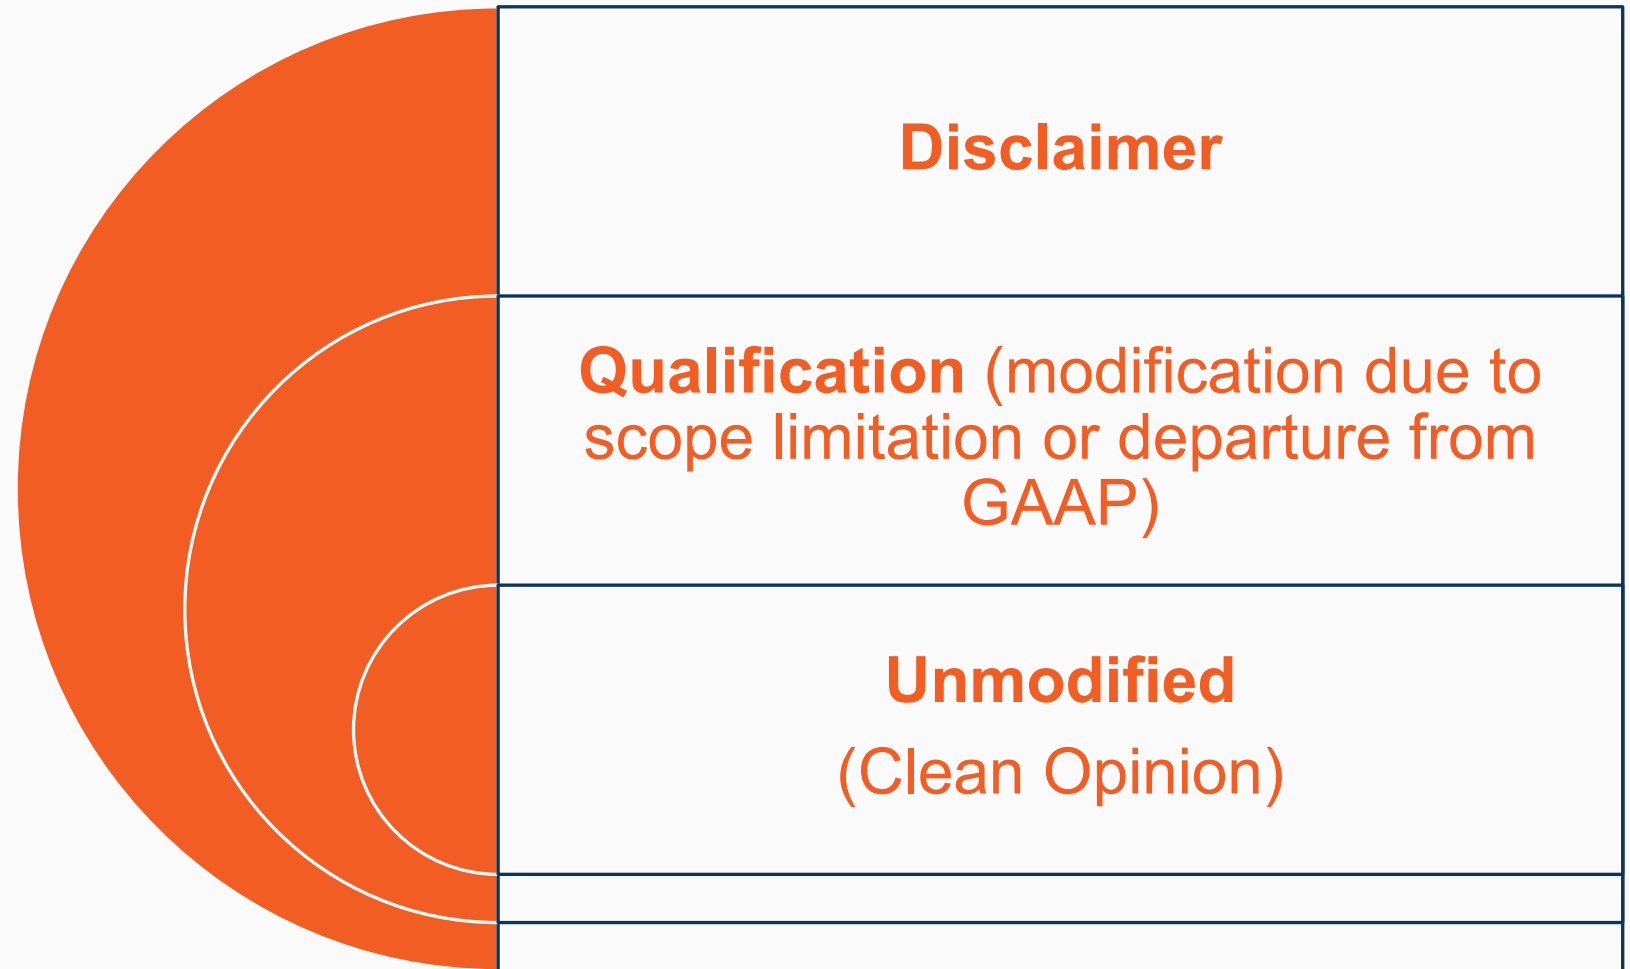 Disclaimer
Qualification (modification due to
scope limitation or departure from
GAAP)
Unmodified
(Clean Opinion)